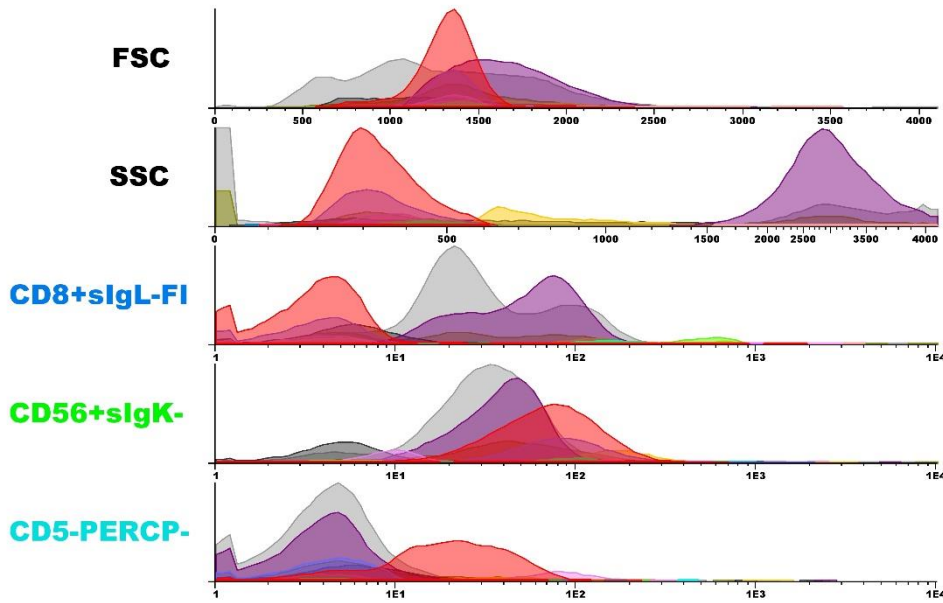 FSC
0 500 1000 1500 2000 2500 3000 3500 4000
SSC
0 500 1000 1500 2000 2500 3500 4000
CD8+sIgL-FI
1 1E1 1E2 1E3 1E4
CD56+sIgK-
1 1E1 1E2 1E3 1E4
CD5-PERCP-
1 1E1 1E2 1E3 1E4